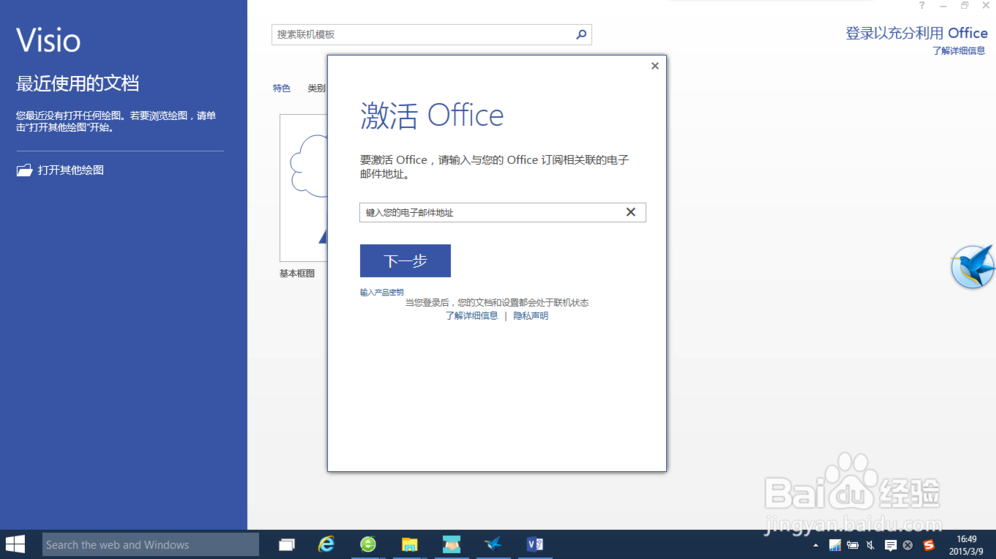 Visio
最近使用的文档
您最近没有打开任何绘图。若要浏览绘图，请单
击"打开其他绘图"开始。
打开其他绘图
搜索联机模板
特色 类别
基本框图
?
登录以充分利用 Office
了解详细信息
激活 Office
要激活 Office，请输入与您的 Office 订阅相关联的电子
邮件地址。
键入您的电子邮件地址
下一步
输入产品密钥
当您登录后，您的文档和设置都会处于联机状态
了解详细信息 | 隐私声明
Baidu 经验
jingyan.baidu.com
Search the web and Windows
16:49
2015/3/9